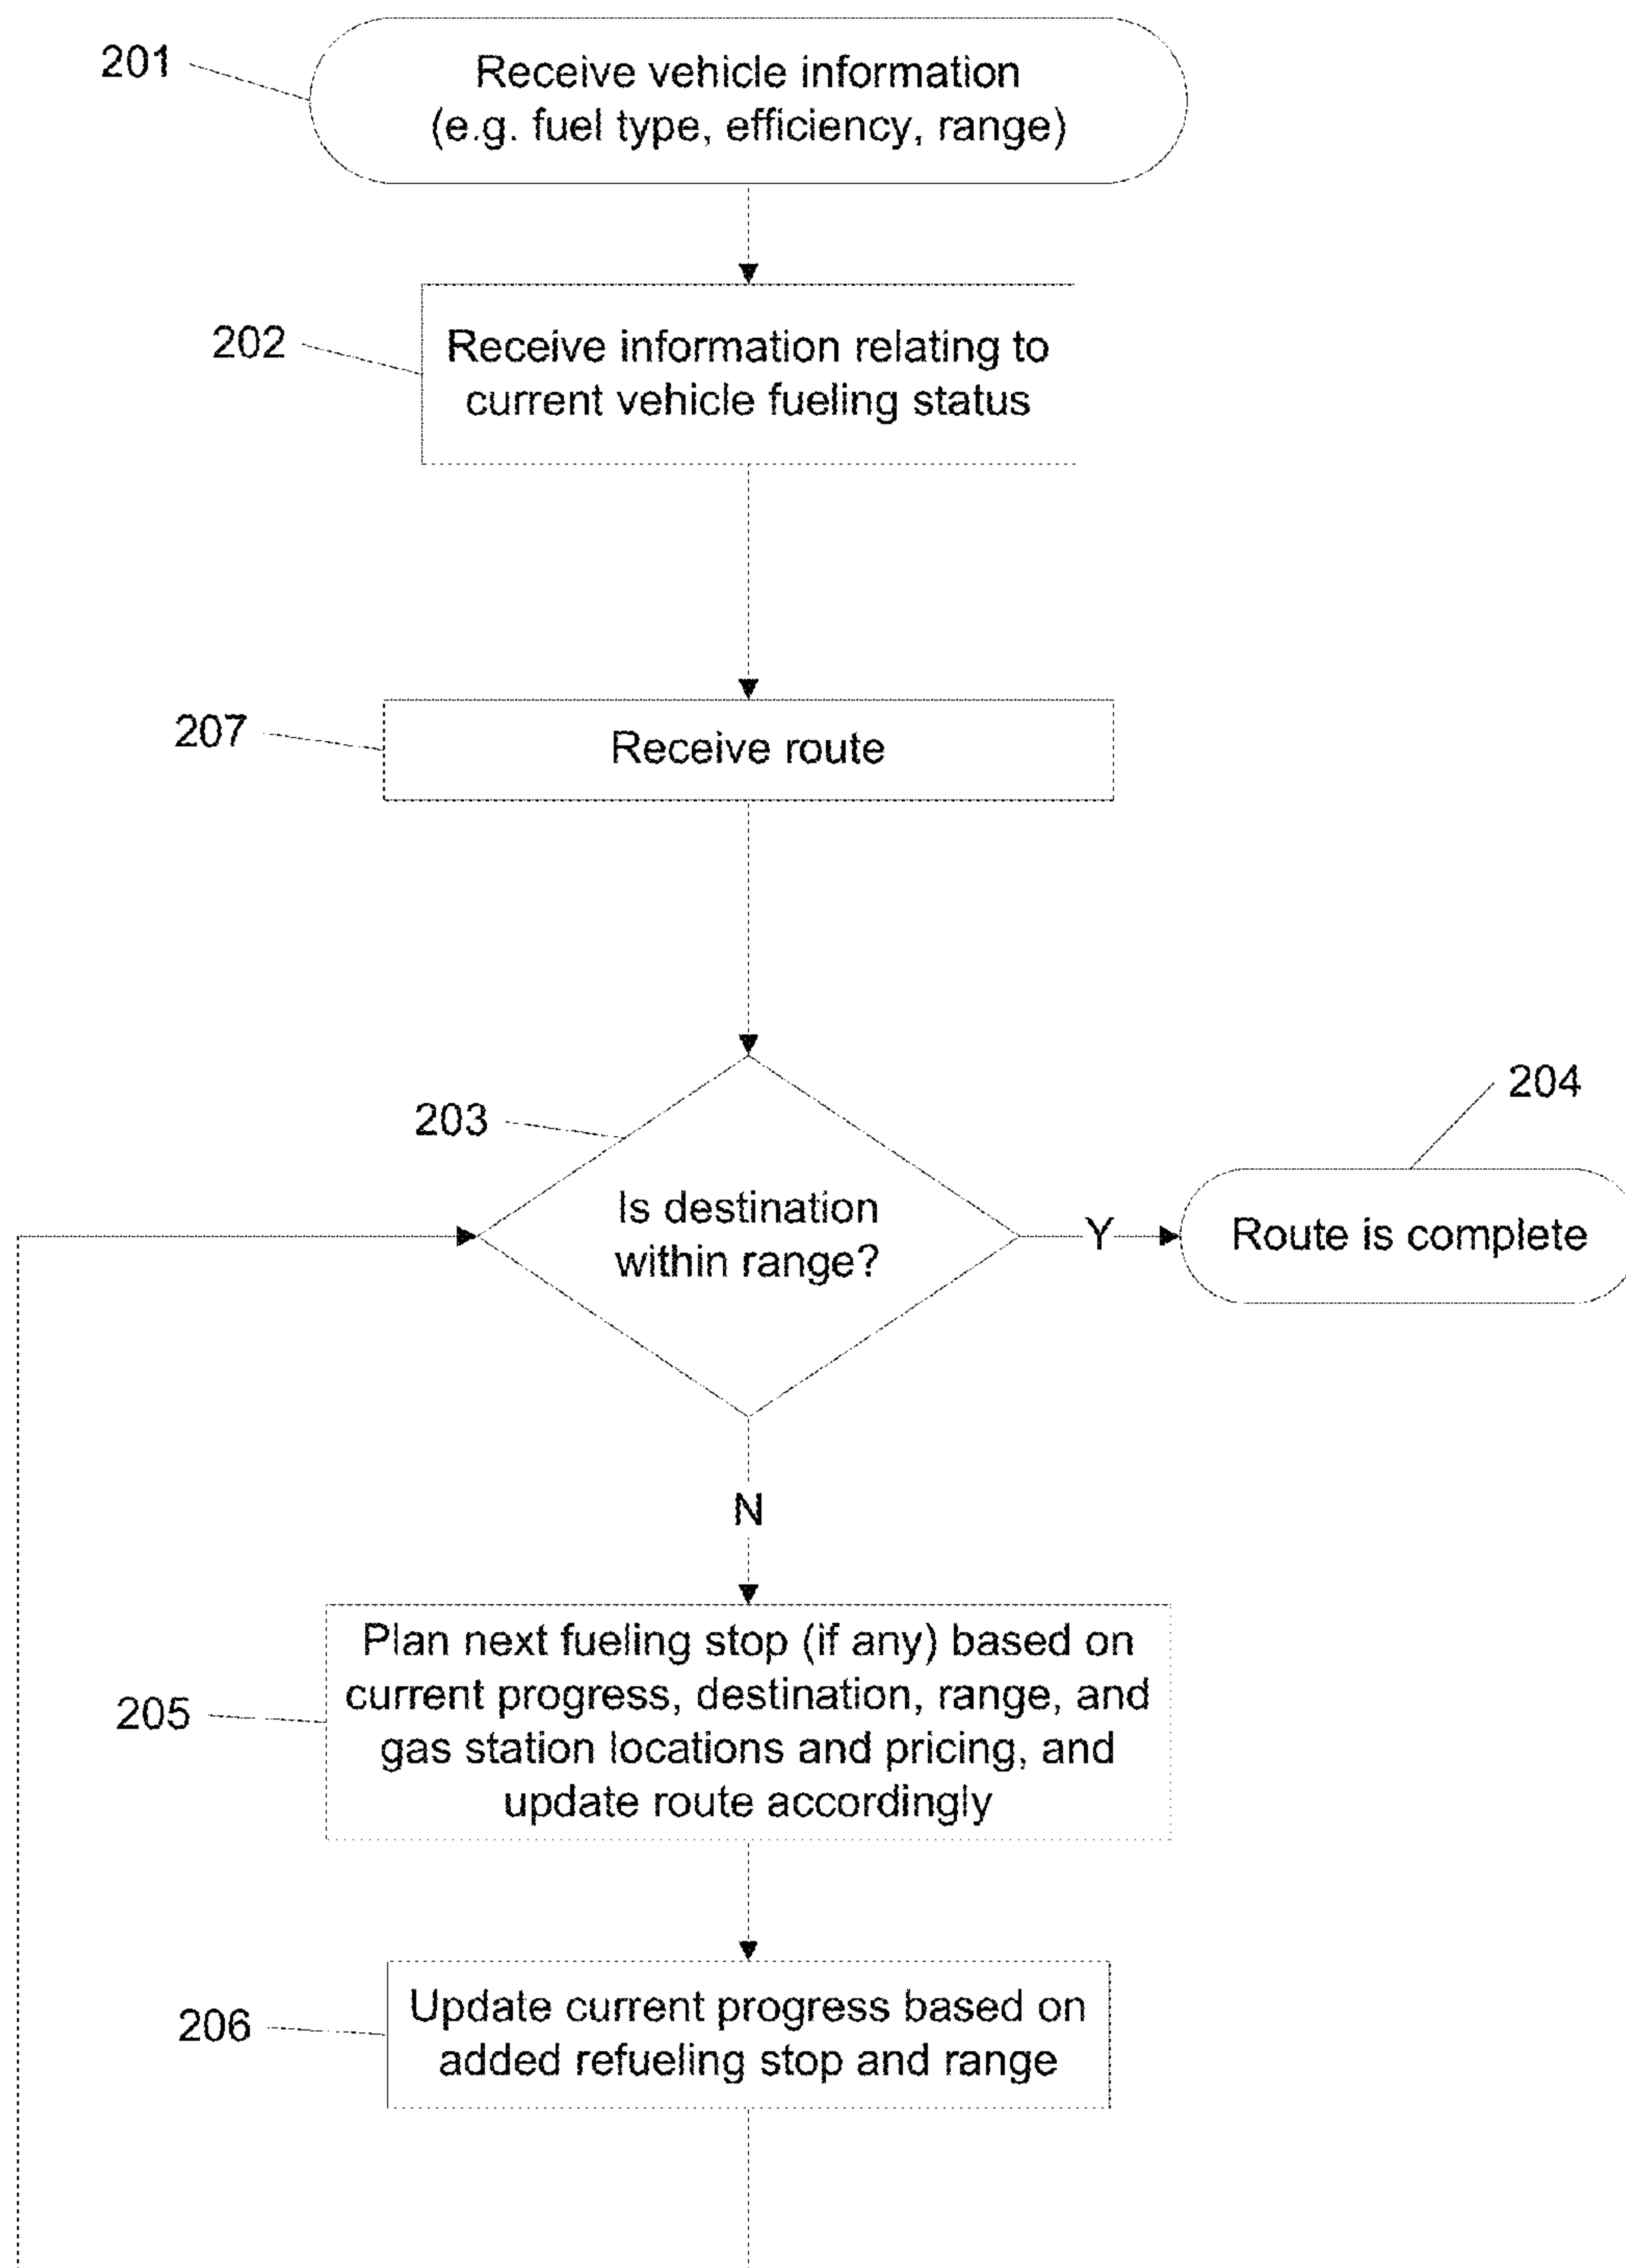 201
Receive vehicle information
(e.g. fuel type, efficiency, range)
202
Receive information relating to
current vehicle fueling status
207
Receive route
203
Is destination
within range?
Y
204
Route is complete
N
205
Plan next fueling stop (if any) based on
current progress, destination, range, and
gas station locations and pricing, and
update route accordingly
206
Update current progress based on
added refueling stop and range